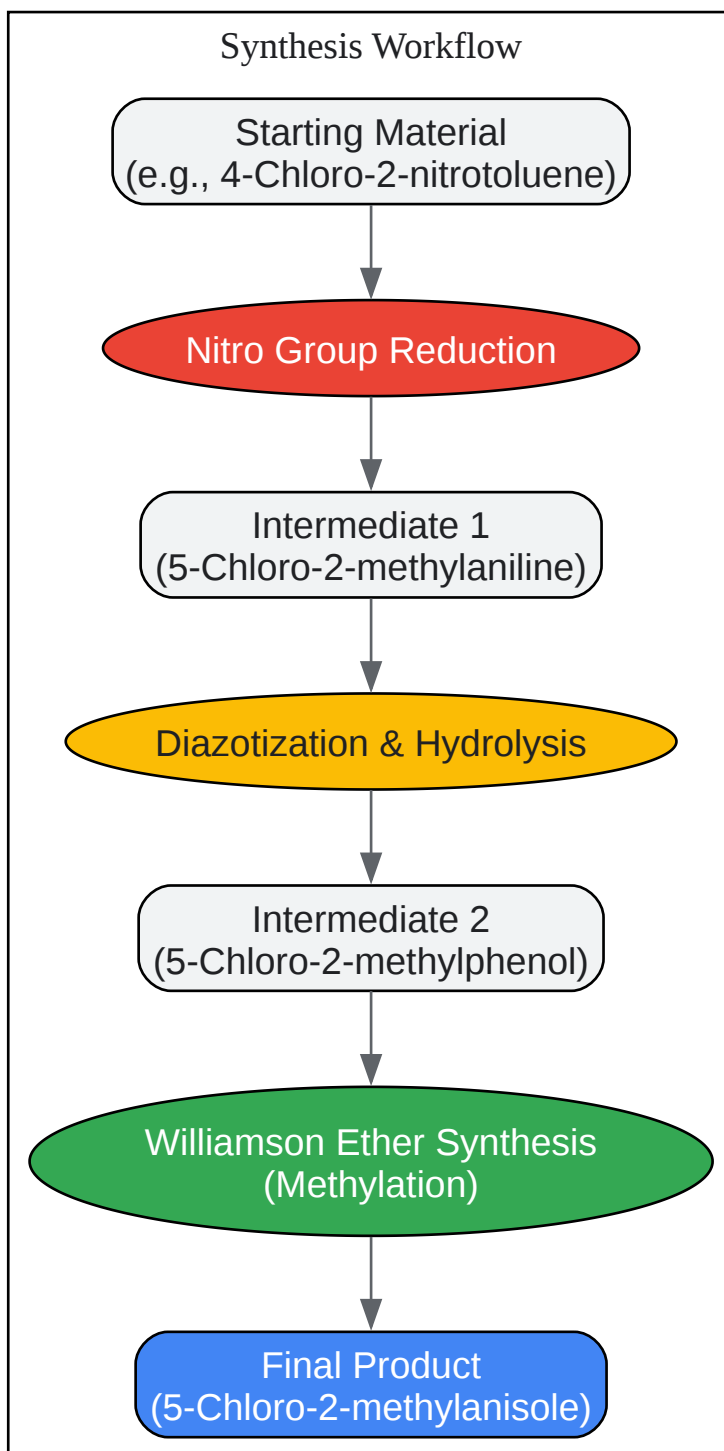 Synthesis Workflow
Starting Material
(e.g., 4-Chloro-2-nitrotoluene)
Nitro Group Reduction
Intermediate 1
(5-Chloro-2-methylaniline)
Diazotization & Hydrolysis
Intermediate 2
(5-Chloro-2-methylphenol)
Williamson Ether Synthesis
(Methylation)
Final Product
(5-Chloro-2-methylanisole)